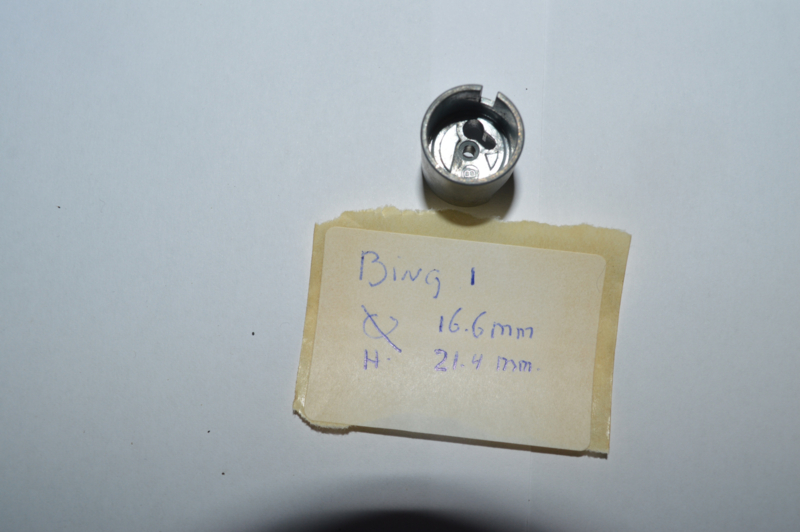 Bing 1
Ø 16.6mm
H. 21.4 mm.